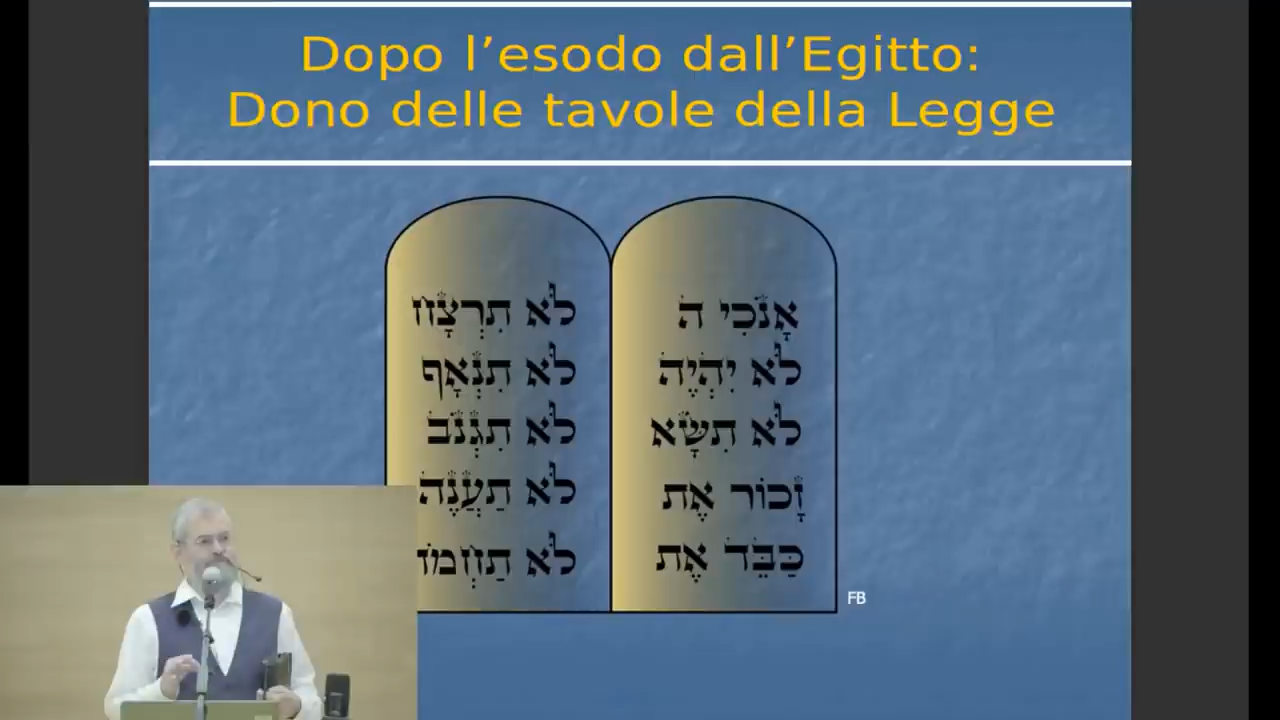 Dopo l’esodo dall’Egitto:
Dono delle tavole della Legge
אָנֹכִי ה
לֹא יִהְיֶה
לֹא תִשָּׂא
זָכוֹר אֶת
כַּבֵּד אֶת
לֹא תִרְצָח
לֹא תִנְאָף
לֹא תִגְנֹב
לֹא תַעֲנֶה
לֹא תַחְמֹד
FB